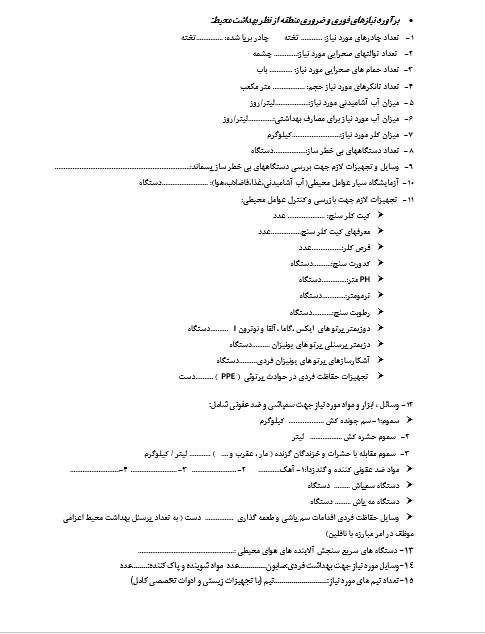 • برآورد نیازهای فوری و ضروری منطقه از نظر بهداشت محیط:
۱- تعداد چادرهای مورد نیاز: ............ تخته چادر برپا شده: ..............تخته
۲- تعداد توالتهای صحرایی مورد نیاز:............ چشمه
۳- تعداد حمام های صحرایی مورد نیاز: ............ باب
۴- تعداد تانکرهای مورد نیاز حجم: ................ متر مکعب
۵- میزان آب آشامیدنی مورد نیاز:.................لیتر/روز
۶- میزان آب مورد نیاز برای مصارف بهداشتی:............لیتر/روز
۷- میزان کلر مورد نیاز:........................کیلوگرم
۸- تعداد دستگاههای بی خطر ساز:................دستگاه
۹- وسایل و تجهیزات لازم جهت بررسی دستگاههای بی خطر ساز پسماند:..................................................................
۱۰- آزمایشگاه سیار عوامل محیطی(آب آشامیدنی،غذا،فاضلاب،هوا): .......................دستگاه
۱۱- تجهیزات لازم جهت بازرسی و کنترل عوامل محیطی:
➤ کیت کلر سنج: .................. عدد
➤ معرفهای کیت کلر سنج...............عدد
➤ قرص کلر:...............عدد
➤ کدورت سنج:..........دستگاه
➤ PH متر:.............دستگاه
➤ ترمومتر:............دستگاه
➤ رطوبت سنج:..........دستگاه
➤ دوزیمتر پرتو های ایکس ،گاما ، آلفا و نوترون ا .........دستگاه
➤ دزیمتر پرسنلی پرتو های یونیزان .........دستگاه
➤ آشکارسازهای پرتو های یونیزان فردی.........دستگاه
➤ تجهیزات حفاظت فردی در حوادث پرتوئی ( PPE ) .........دست
۱۲- وسائل ، ابزار و مواد مورد نیاز جهت سمپاشی و ضدعفونی شامل:
➤ سموم:۱-سم جونده کش .................. کیلوگرم
۲- سموم حشره کش ................ لیتر
۳- سموم مقابله با حشرات و خزندگان گزنده ( مار ، عقرب و .... ) ........... لیتر / کیلوگرم
➤ مواد ضد عفونی کننده و گندزدا:۱- آهک........... ۲-...................... ۳-........................ ۴-........................
➤ دستگاه سمپاش ........ دستگاه
➤ دستگاه مه پاش ........ دستگاه
➤ وسایل حفاظت فردی اقدامات سم پاشی و طعمه گذاری .............. دست ( به تعداد پرسنل بهداشت محیط اعزامی
موظف در امر مبارزه با ناقلین)
۱۳- دستگاه های سریع سنجش آلاینده های هوای محیطی :................................................
۱۴-وسایل مورد نیاز جهت بهداشت فردی:صابون.............عدد مواد شوینده و پاک کننده:........عدد
۱۵-تعداد تیم های مورد نیاز:...........................تیم (با تجهیزات زیستی و ادوات تخصصی کامل)